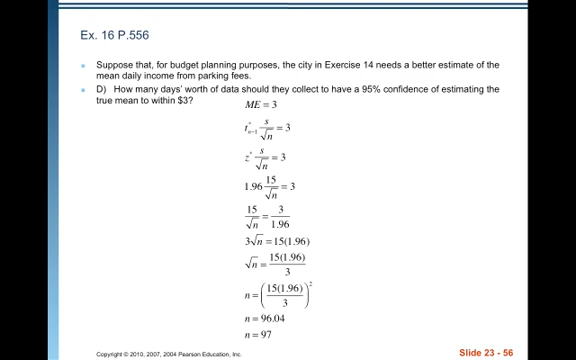 Ex. 16 P.556
Suppose that, for budget planning purposes, the city in Exercise 14 needs a better estimate of the
mean daily income from parking fees.
D) How many days' worth of data should they collect to have a 95% confidence of estimating the
true mean to within $3?
ME = 3
t*ₙ₋₁ s/√n = 3
z* s/√n = 3
1.96 15/√n = 3
15/√n = 3/1.96
3√n = 15(1.96)
√n = 15(1.96)/3
n = (15(1.96)/3)²
n = 96.04
n = 97
Copyright © 2010, 2007, 2004 Pearson Education, Inc.
Slide 23 - 56